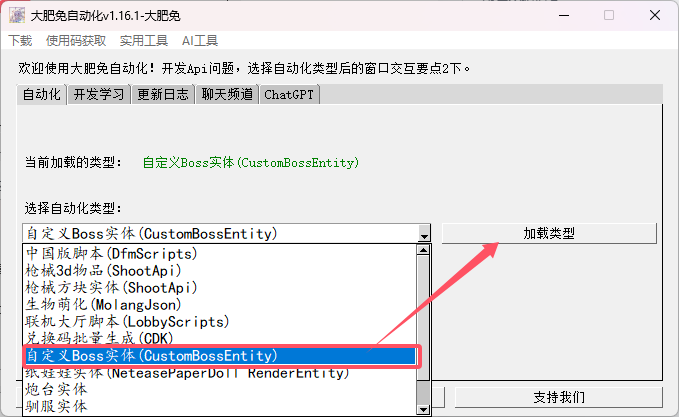 大肥免自动化v1.16.1-大肥免
下载 使用码获取 实用工具 AI工具
欢迎使用大肥免自动化！开发Api问题，选择自动化类型后的窗口交互要点2下。
自动化 开发学习 更新日志 聊天频道 ChatGPT
当前加载的类型： 自定义Boss实体(CustomBossEntity)
选择自动化类型：
自定义Boss实体(CustomBossEntity) 加载类型
中国版脚本(DfmScripts)
枪械3d物品(ShootApi)
枪械方块实体(ShootApi)
生物萌化(MolangJson)
联机大厅脚本(LobbyScripts)
兑换码批量生成(CDK)
自定义Boss实体(CustomBossEntity)
纸娃娃实体(NeteasePaperDoll RenderEntity)
炮台实体
驯服实体
支持我们